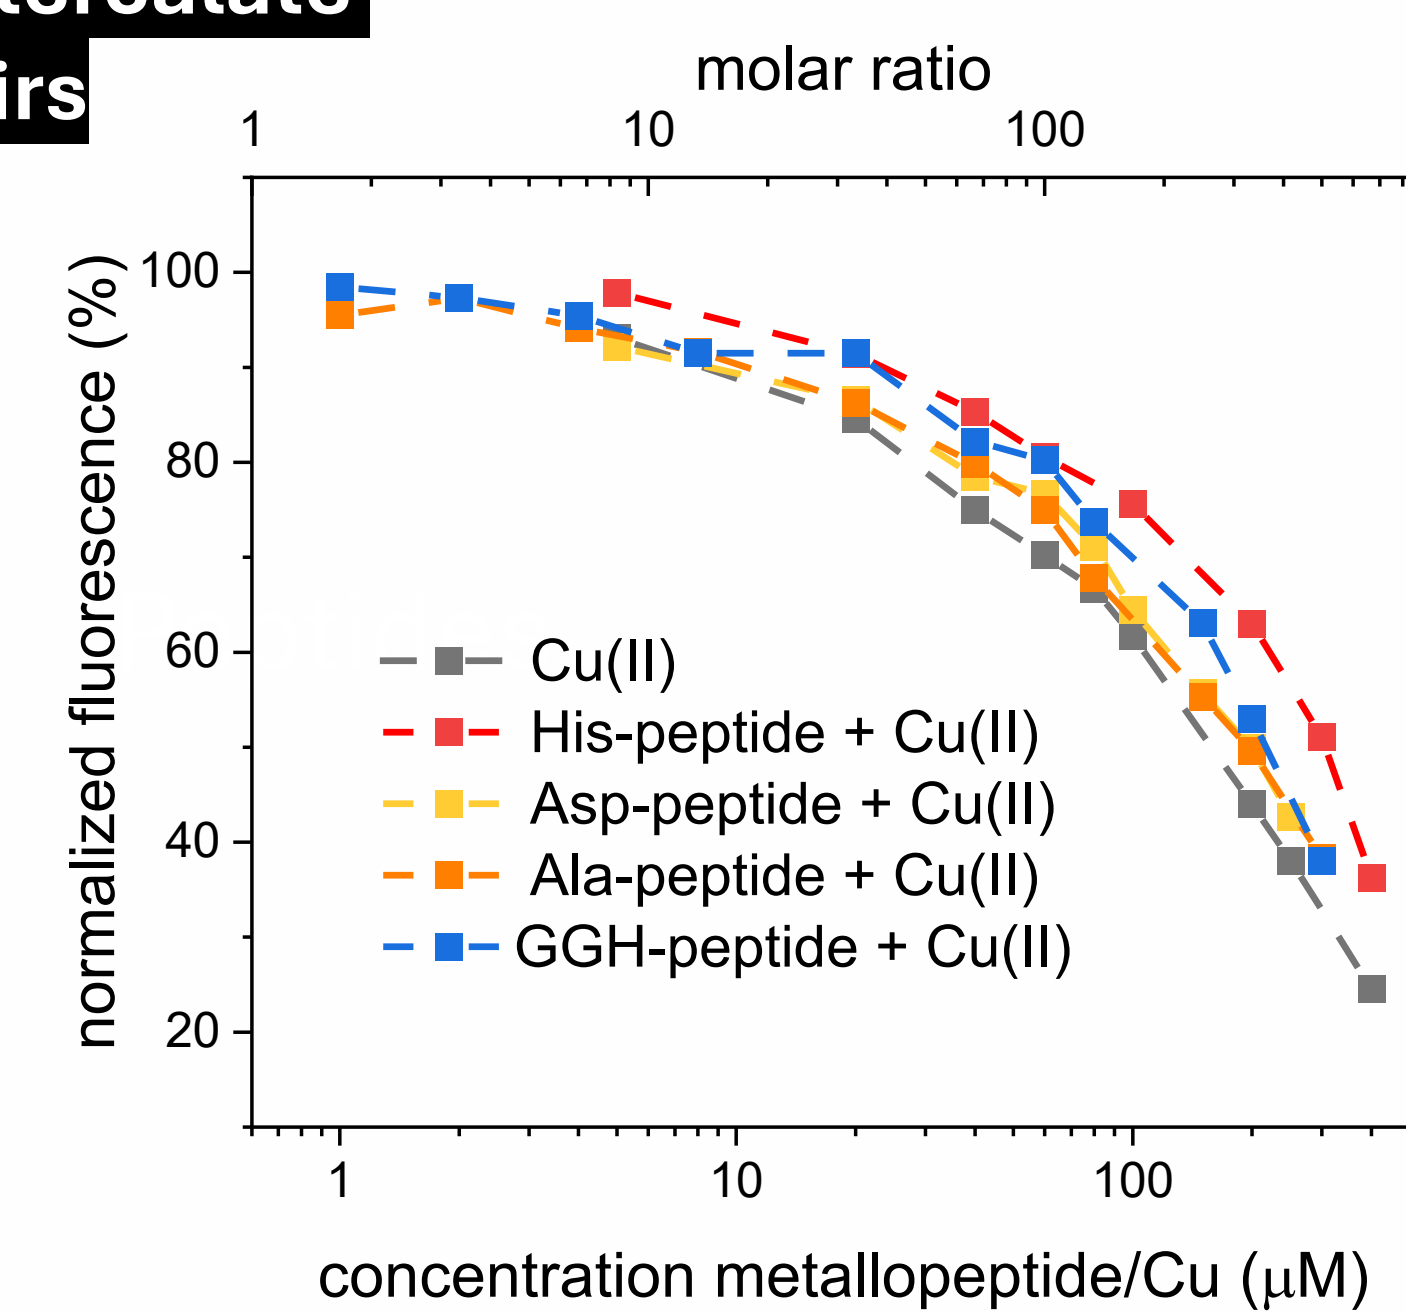 irs
molar ratio
1 10 100
normalized fluorescence (%)
100
80
60
40
20
Cu(II)
His-peptide + Cu(II)
Asp-peptide + Cu(II)
Ala-peptide + Cu(II)
GGH-peptide + Cu(II)
1 10 100
concentration metallopeptide/Cu (μM)